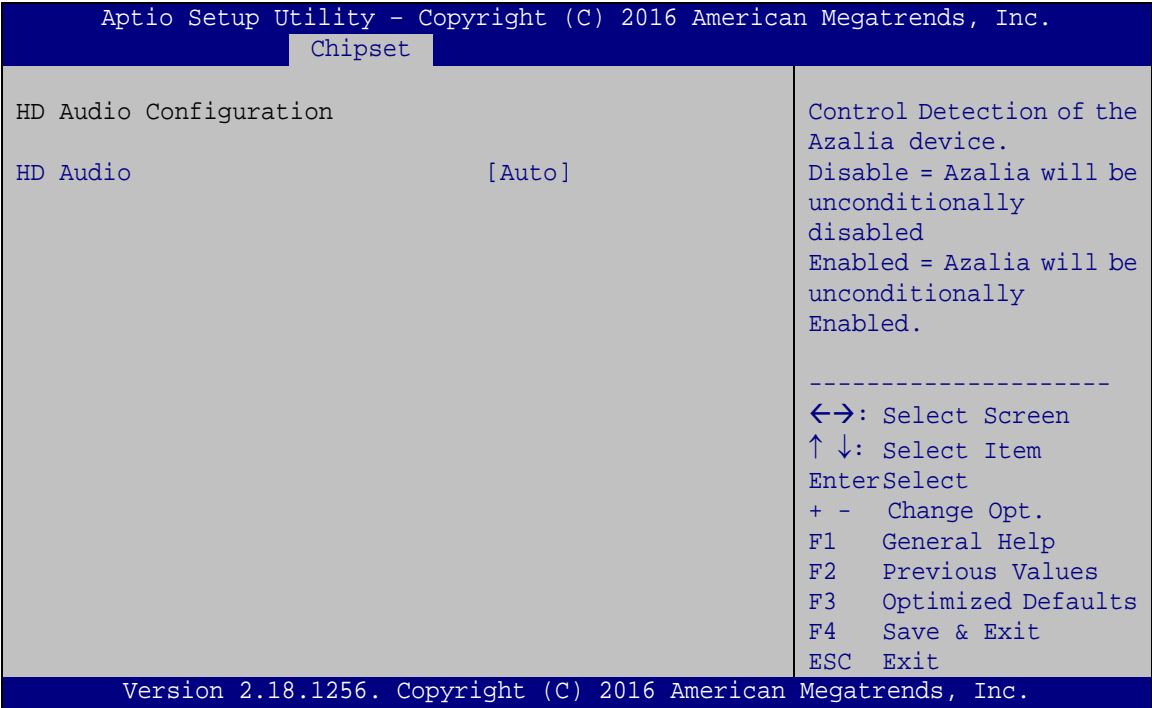 Aptio Setup Utility – Copyright (C) 2016 American Megatrends, Inc.
Chipset
HD Audio Configuration
HD Audio [Auto]
Control Detection of the
Azalia device.
Disable = Azalia will be
unconditionally
disabled
Enabled = Azalia will be
unconditionally
Enabled.
---------------------
←→: Select Screen
↑ ↓: Select Item
EnterSelect
+ - Change Opt.
F1 General Help
F2 Previous Values
F3 Optimized Defaults
F4 Save & Exit
ESC Exit
Version 2.18.1256. Copyright (C) 2016 American Megatrends, Inc.